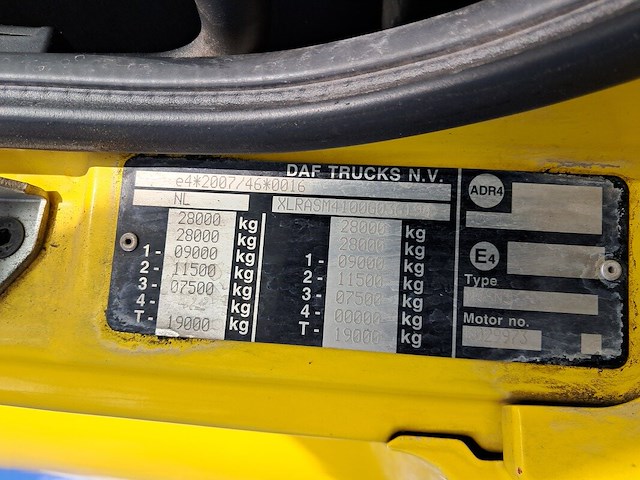 DAF TRUCKS N.V.
e4*2007/46*0016
NL
28000 kg 28000 kg
28000 kg 28000 kg
1- 09000 kg 1- 09000 kg
2- 11500 kg 2- 11500 kg
3- 07500 kg 3- 07500 kg
4- kg 4- 00000 kg
T- 19000 kg T- 19000 kg
ADR4
E4
Type
Motor no.